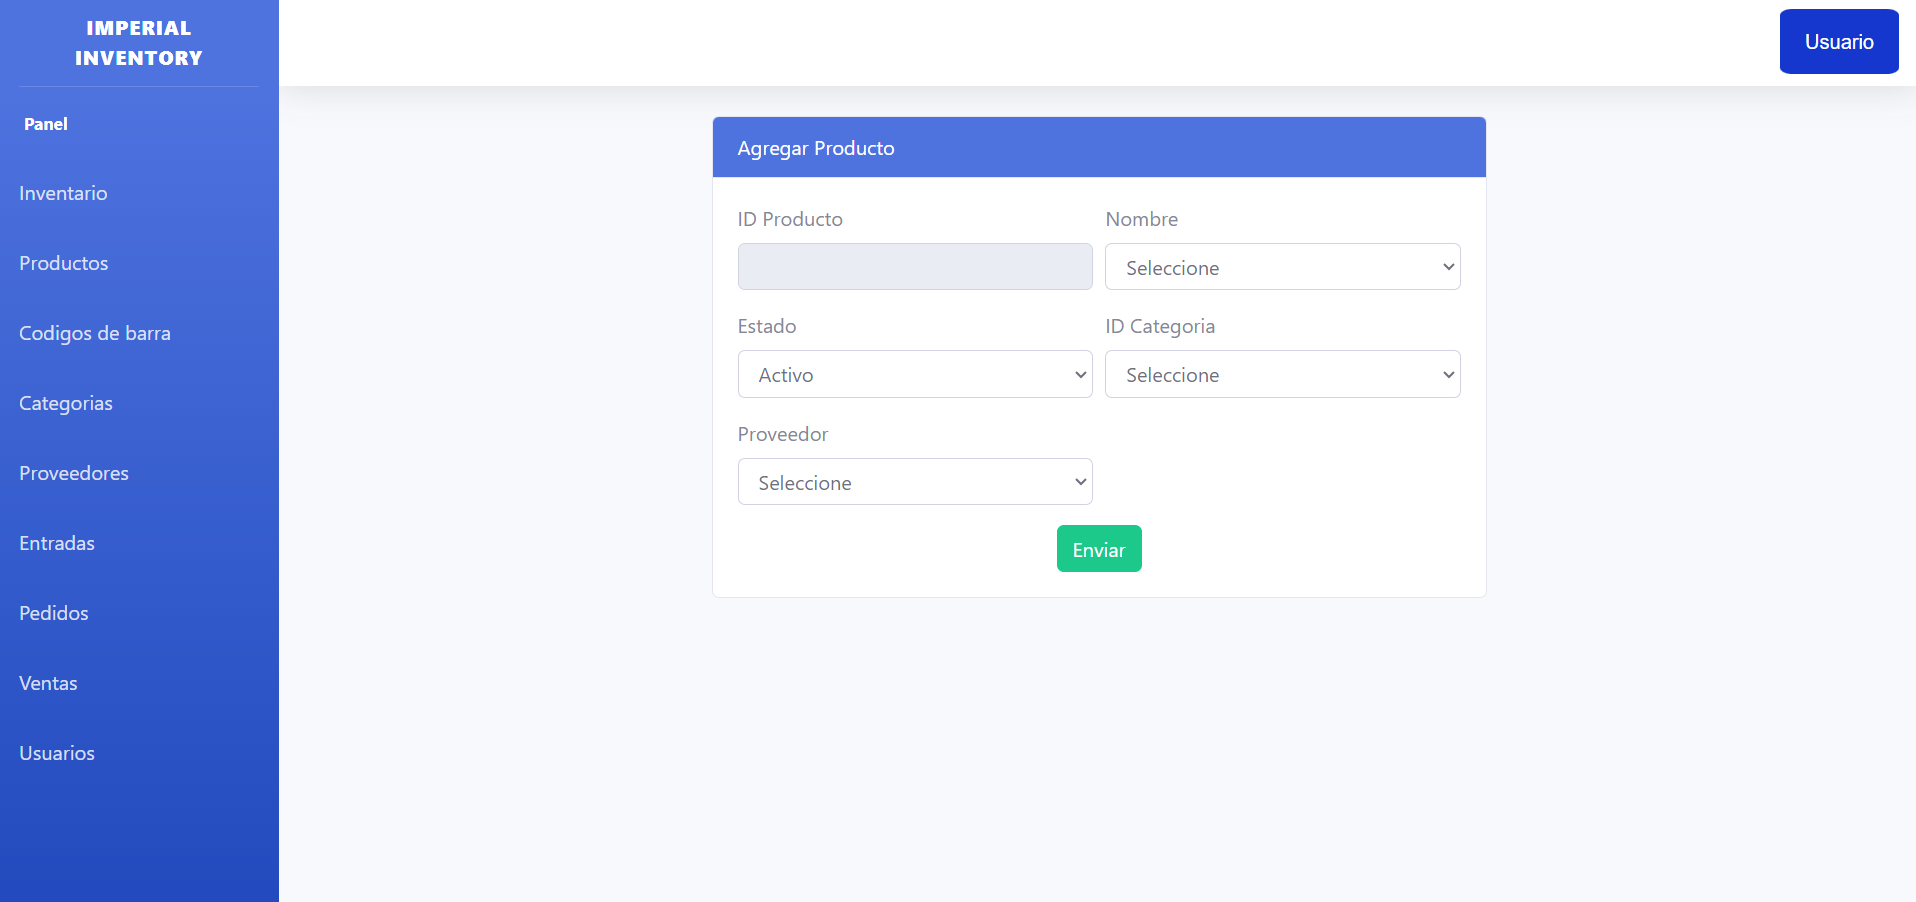 IMPERIAL
INVENTORY
Usuario
Panel
Inventario
Productos
Codigos de barra
Categorias
Proveedores
Entradas
Pedidos
Ventas
Usuarios
Agregar Producto
ID Producto
Nombre
Seleccione
Estado
ID Categoria
Activo
Seleccione
Proveedor
Seleccione
Enviar